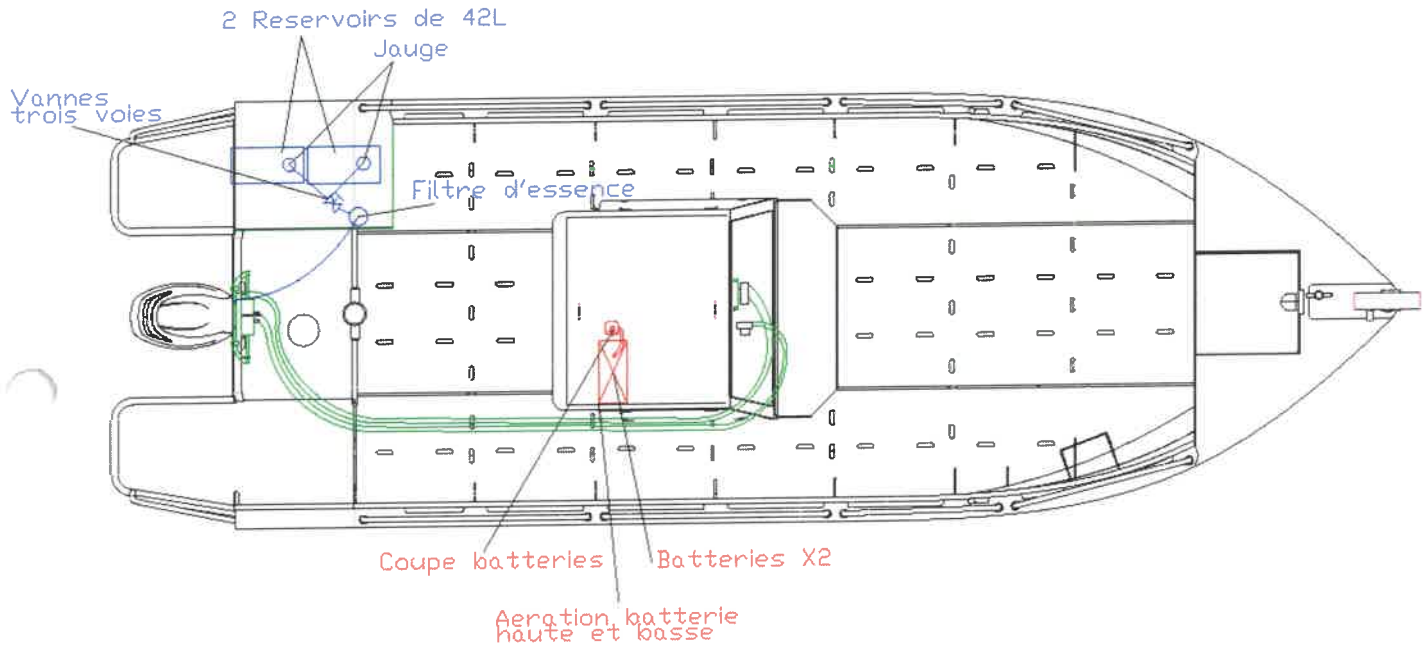 2 Reservoirs de 42L
Jauge
Vannes
trois voies
Filtre d'essence
Coupe batteries
Batteries X2
Aeration batterie
haute et basse